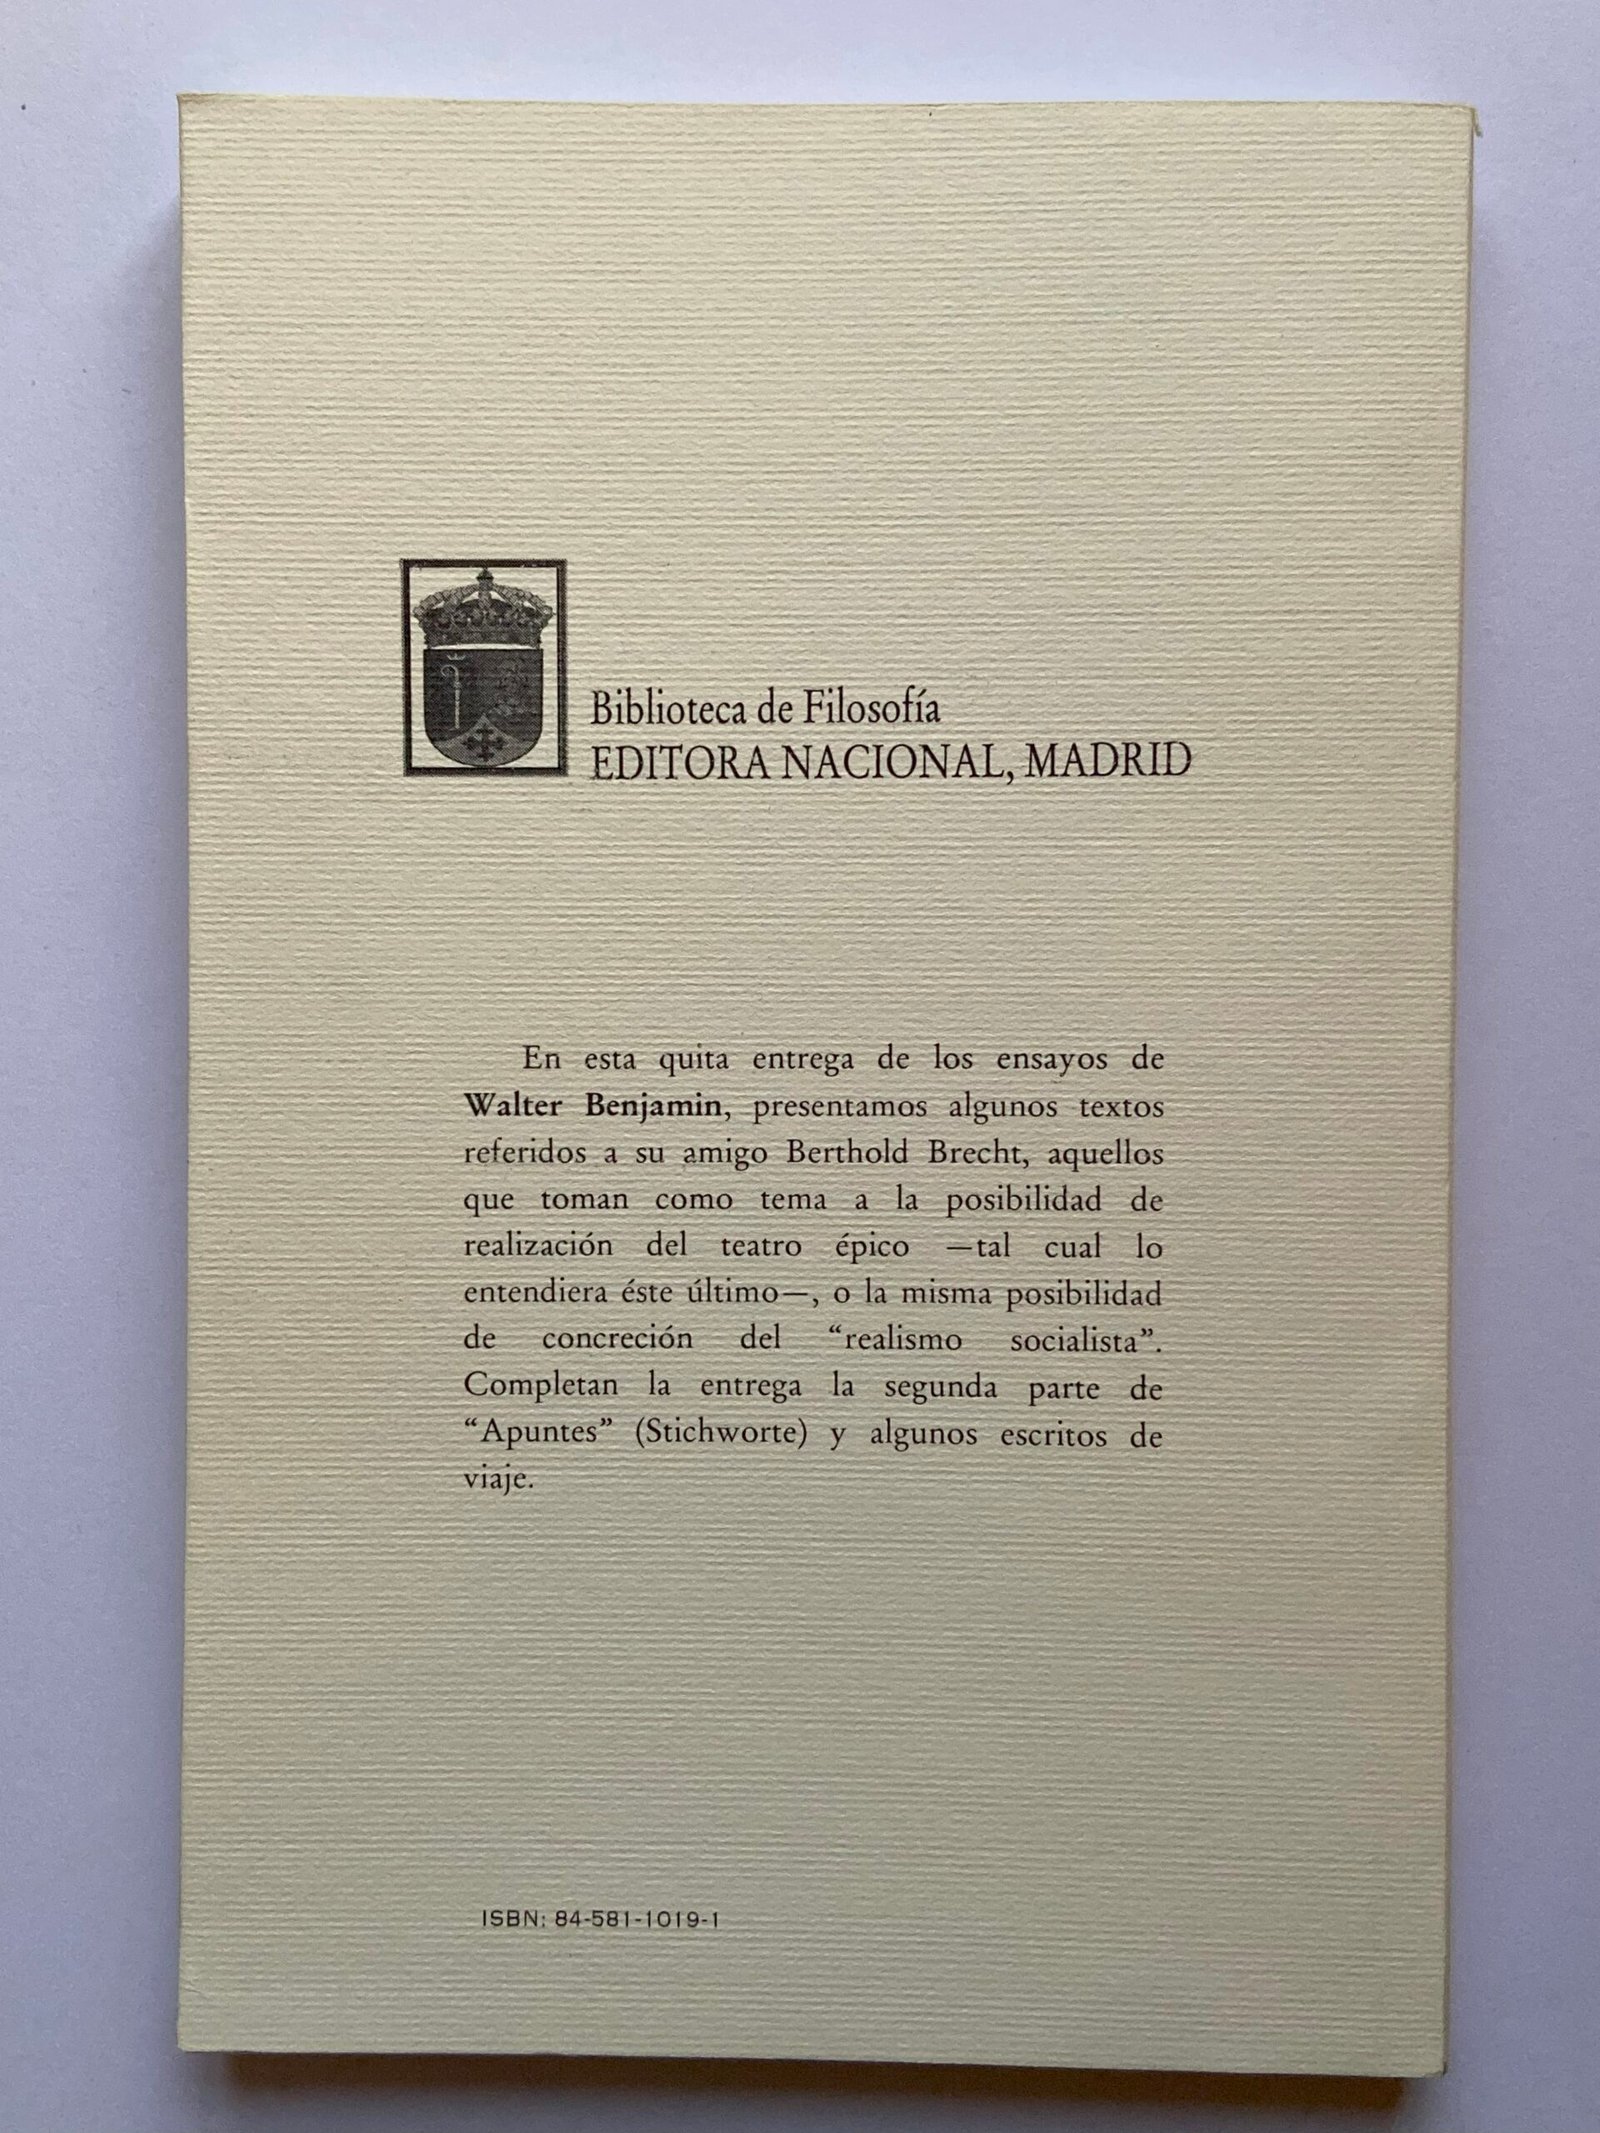 Biblioteca de Filosofía
EDITORA NACIONAL, MADRID
En esta quita entrega de los ensayos de
Walter Benjamin, presentamos algunos textos
referidos a su amigo Berthold Brecht, aquellos
que toman como tema a la posibilidad de
realización del teatro épico —tal cual lo
entendiera éste último—, o la misma posibilidad
de concreción del “realismo socialista”.
Completan la entrega la segunda parte de
“Apuntes” (Stichworte) y algunos escritos de
viaje.
ISBN: 84-581-1019-1